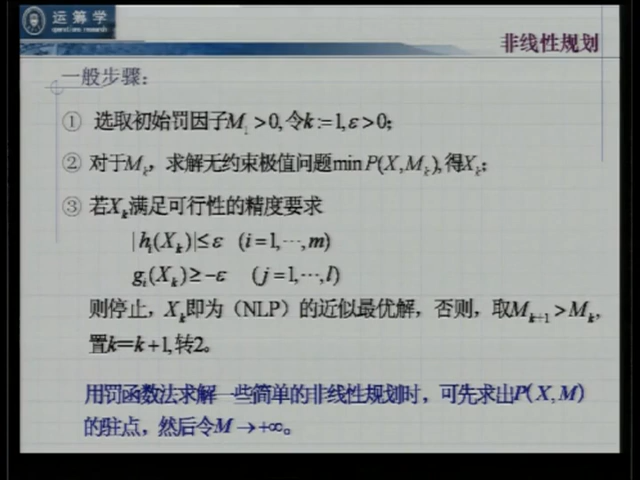 运筹学
operations research
非线性规划
一般步骤：
① 选取初始罚因子M₁>0,令k:=1,ε>0;
② 对于Mₖ,求解无约束极值问题min P(X,Mₖ),得Xₖ;
③ 若Xₖ满足可行性的精度要求
|hᵢ(Xₖ)|≤ε (i=1,⋯,m)
gᵢ(Xₖ)≥-ε (j=1,⋯,l)
则停止，Xₖ即为（NLP）的近似最优解，否则，取Mₖ₊₁>Mₖ,
置k=k+1,转2。
用罚函数法求解一些简单的非线性规划时，可先求出P(X,M)
的驻点，然后令M→+∞。